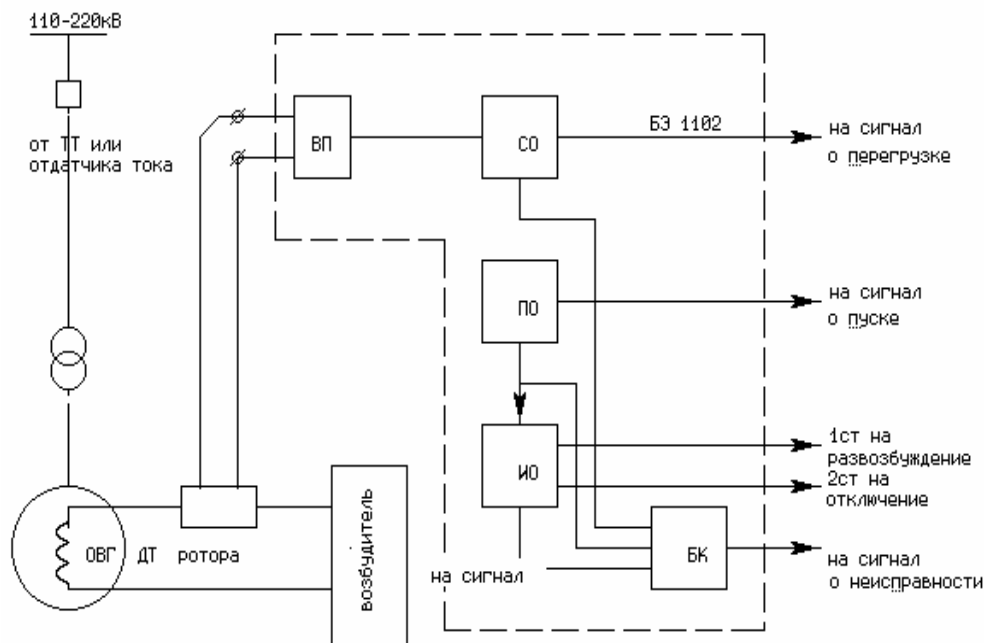 110-220кВ
от ТТ или
отдатчика тока
ВП
СО
БЭ 1102
на сигнал
о перегрузке
ПО
на сигнал
о пуске
ИО
1ст на
развозбуждение
2ст на
отключение
ОВГ ДТ ротора
возбудитель
на сигнал
БК
на сигнал
о неисправности